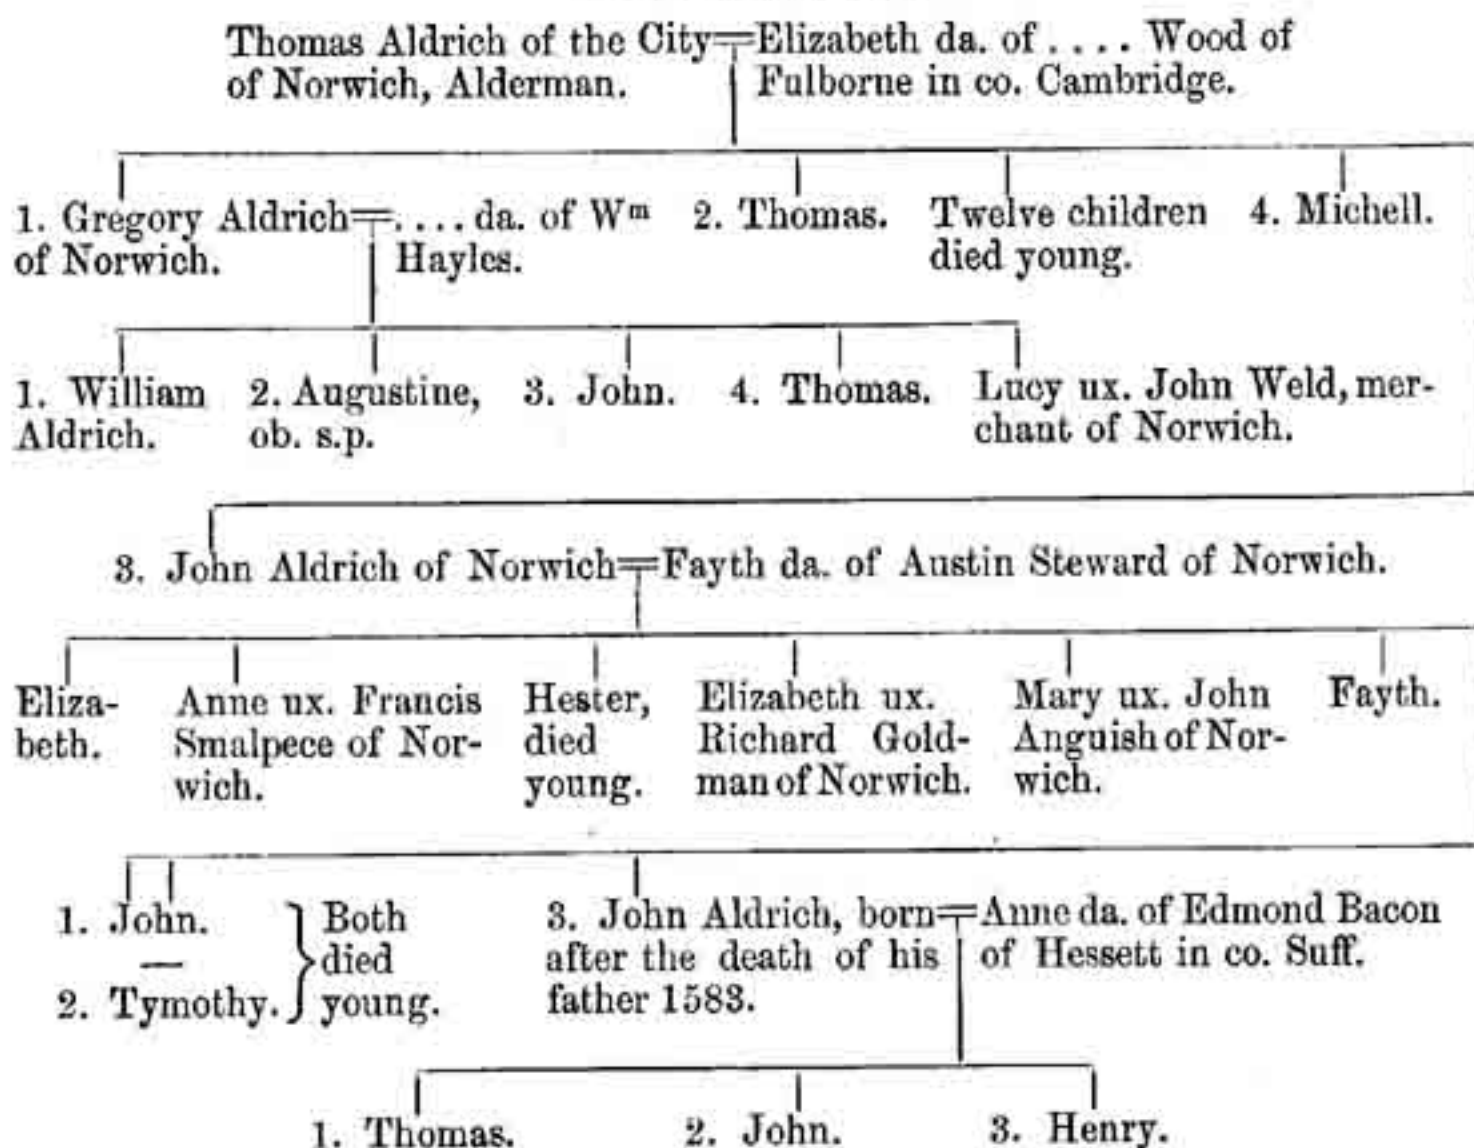 Thomas Aldrich of the City Elizabeth da. of .... Wood of
of Norwich, Alderman. Fulborne in co. Cambridge.
1. Gregory Aldrich .... da. of Wᵐ 2. Thomas. Twelve children 4. Michell.
of Norwich. Hayles. died young.
1. William 2. Augustine, 3. John. 4. Thomas. Lucy ux. John Weld, mer-
Aldrich. ob. s.p. chant of Norwich.
3. John Aldrich of Norwich Fayth da. of Austin Steward of Norwich.
Eliza- Anne ux. Francis Hester, Elizabeth ux. Mary ux. John Fayth.
beth. Smalpece of Nor- died Richard Gold- Anguish of Nor-
wich. young. man of Norwich. wich.
1. John. Both 3. John Aldrich, born Anne da. of Edmond Bacon
— died after the death of his of Hessett in co. Suff.
2. Tymothy. young. father 1583.
1. Thomas. 2. John. 3. Henry.